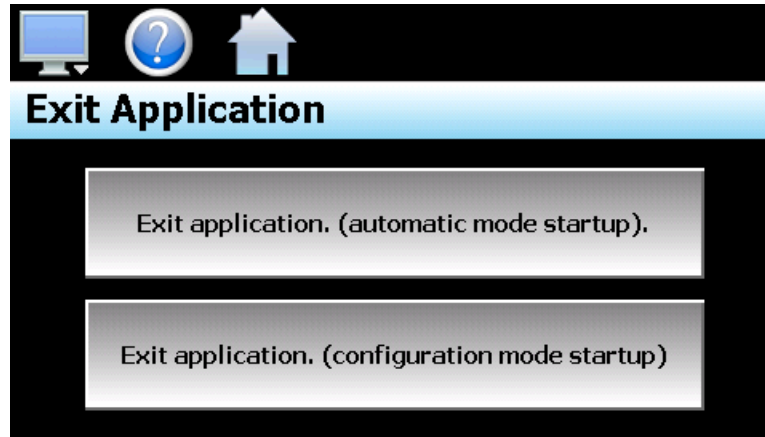 ?
Exit Application
Exit application. (automatic mode startup).
Exit application. (configuration mode startup)